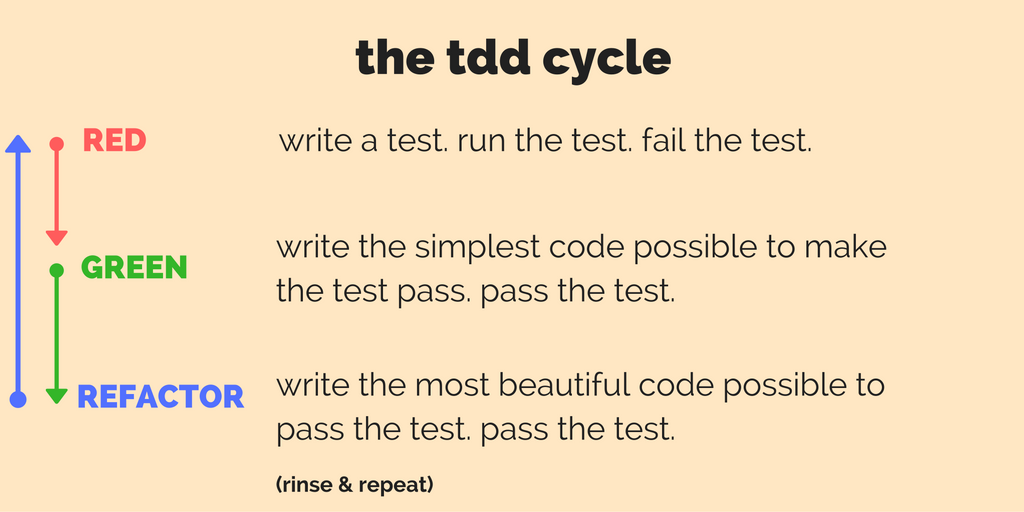 the tdd cycle
RED
write a test. run the test. fail the test.
GREEN
write the simplest code possible to make
the test pass. pass the test.
REFACTOR
write the most beautiful code possible to
pass the test. pass the test.
(rinse & repeat)